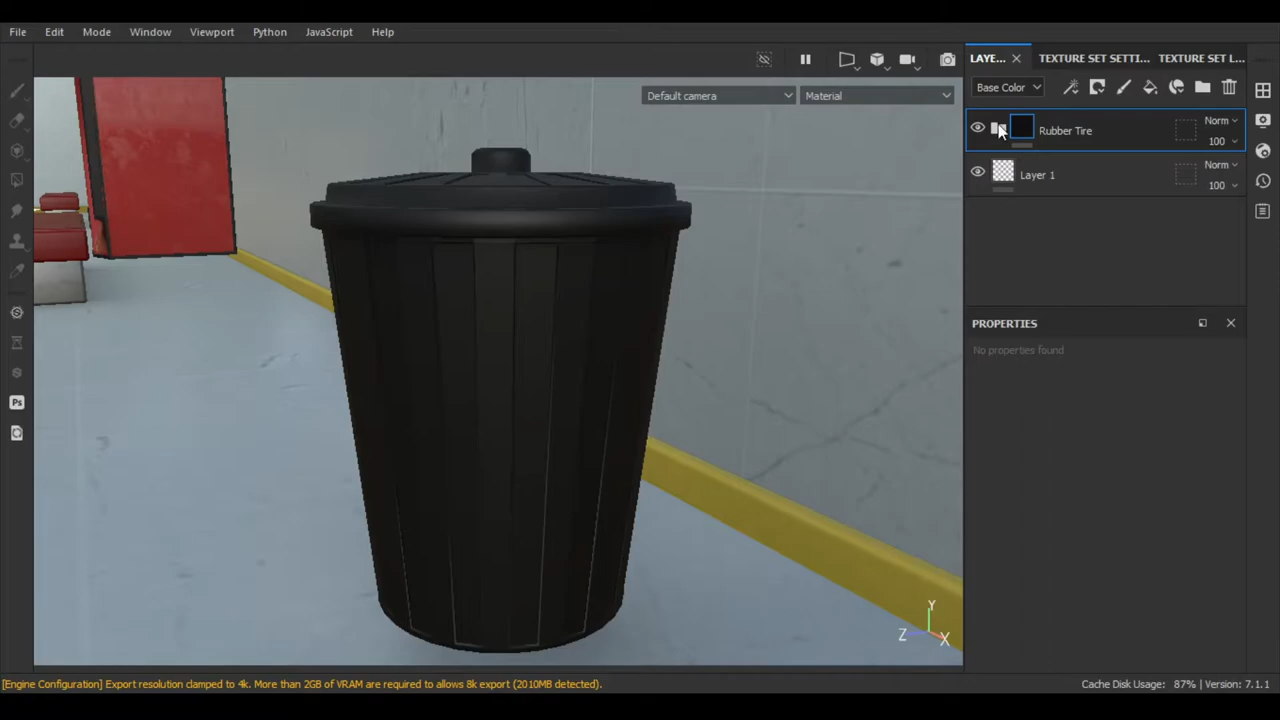 File Edit Mode Window Viewport Python JavaScript Help
LAYE... TEXTURE SET SETTI... TEXTURE SET L...
Base Color
Default camera Material
Norm
Rubber Tire
100
Norm
Layer 1
100
PROPERTIES
No properties found
Ps
Y
Z X
[Engine Configuration] Export resolution clamped to 4k. More than 2GB of VRAM are required to allows 8k export (2010MB detected). Cache Disk Usage: 87% | Version: 7.1.1